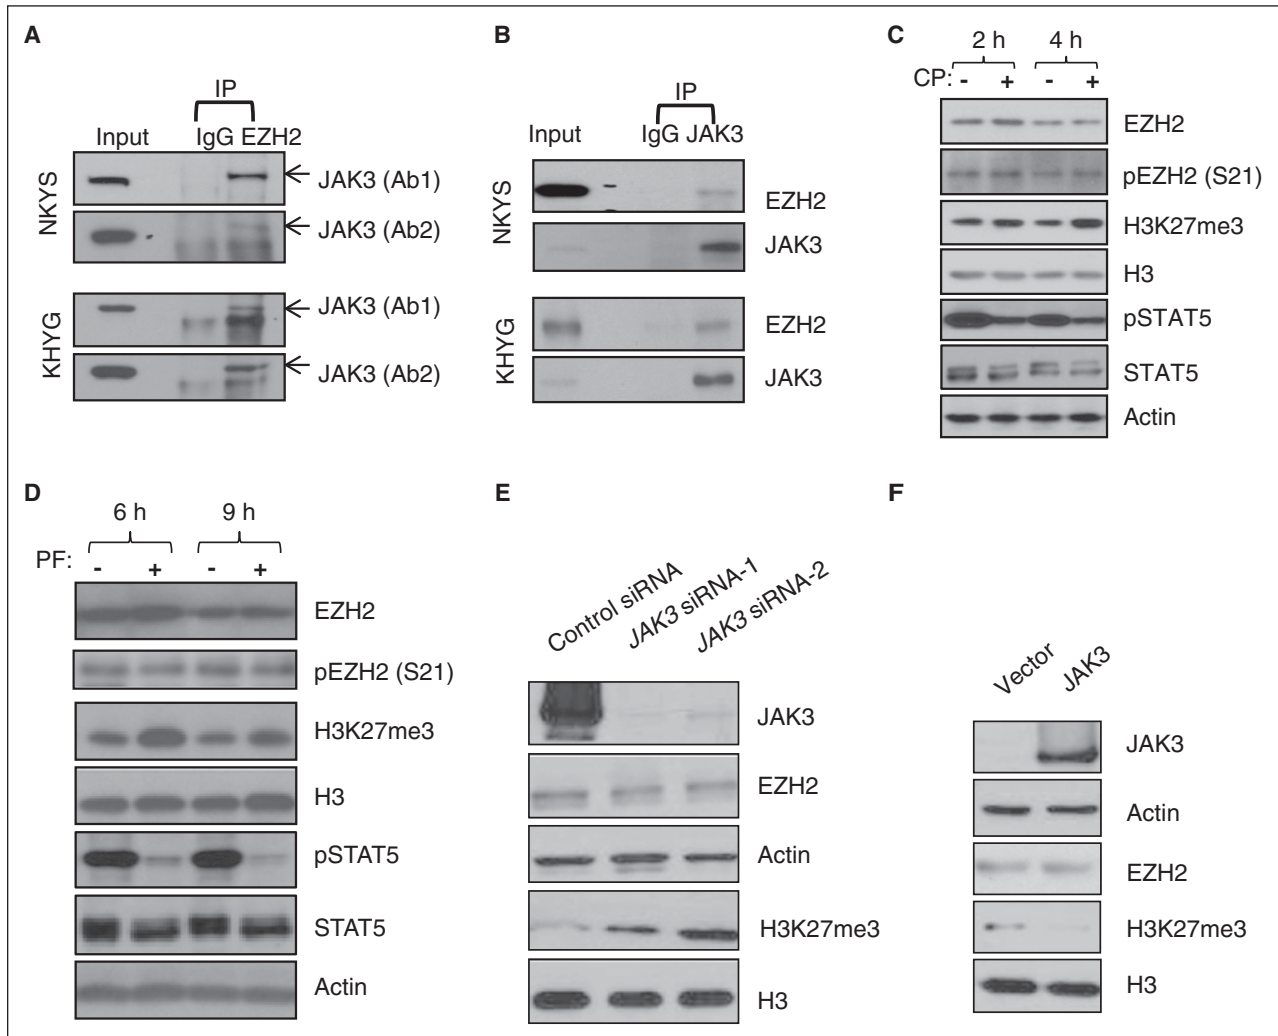 A
IP
Input IgG EZH2
NKYS
JAK3 (Ab1)
JAK3 (Ab2)
KHYG
JAK3 (Ab1)
JAK3 (Ab2)
B
IP
Input IgG JAK3
NKYS
EZH2
JAK3
KHYG
EZH2
JAK3
C
2 h 4 h
CP: - + - +
EZH2
pEZH2 (S21)
H3K27me3
H3
pSTAT5
STAT5
Actin
D
6 h 9 h
PF: - + - +
EZH2
pEZH2 (S21)
H3K27me3
H3
pSTAT5
STAT5
Actin
E
Control siRNA
JAK3 siRNA-1
JAK3 siRNA-2
JAK3
EZH2
Actin
H3K27me3
H3
F
Vector
JAK3
JAK3
Actin
EZH2
H3K27me3
H3